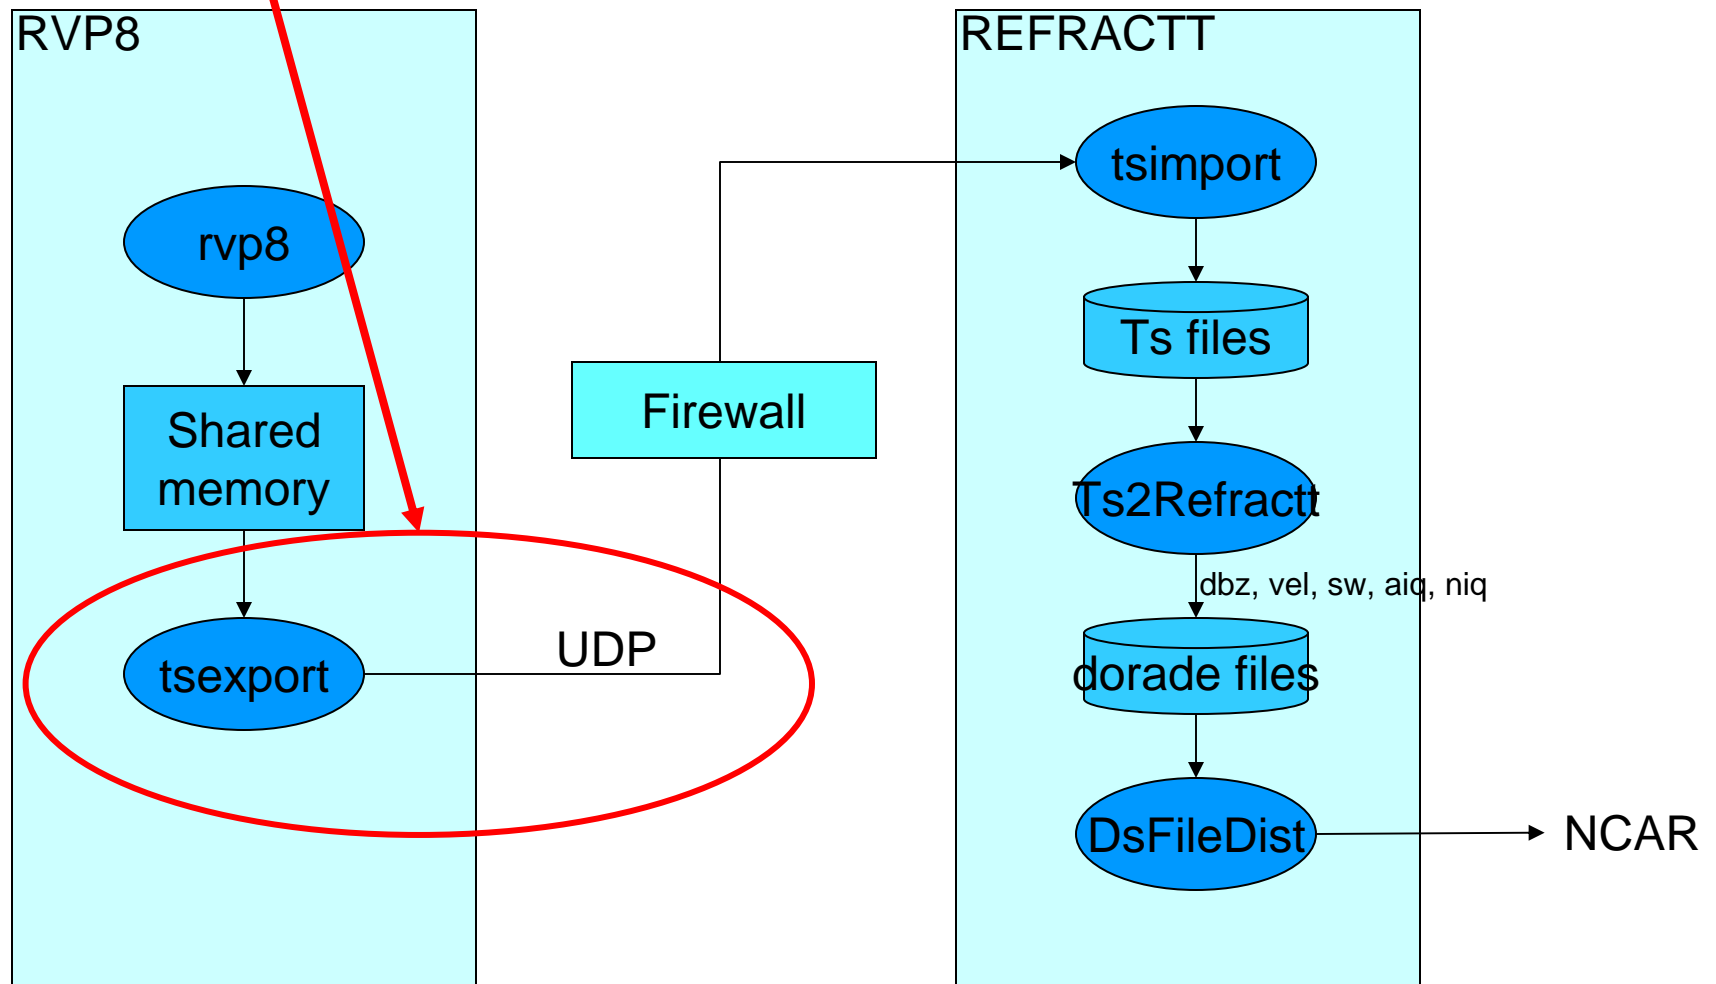 RVP8
rvp8
Shared
memory
tsexport
UDP
Firewall
REFRACTT
tsimport
Ts files
Ts2Refractt
dbz, vel, sw, aiq, niq
dorade files
DsFileDist
NCAR